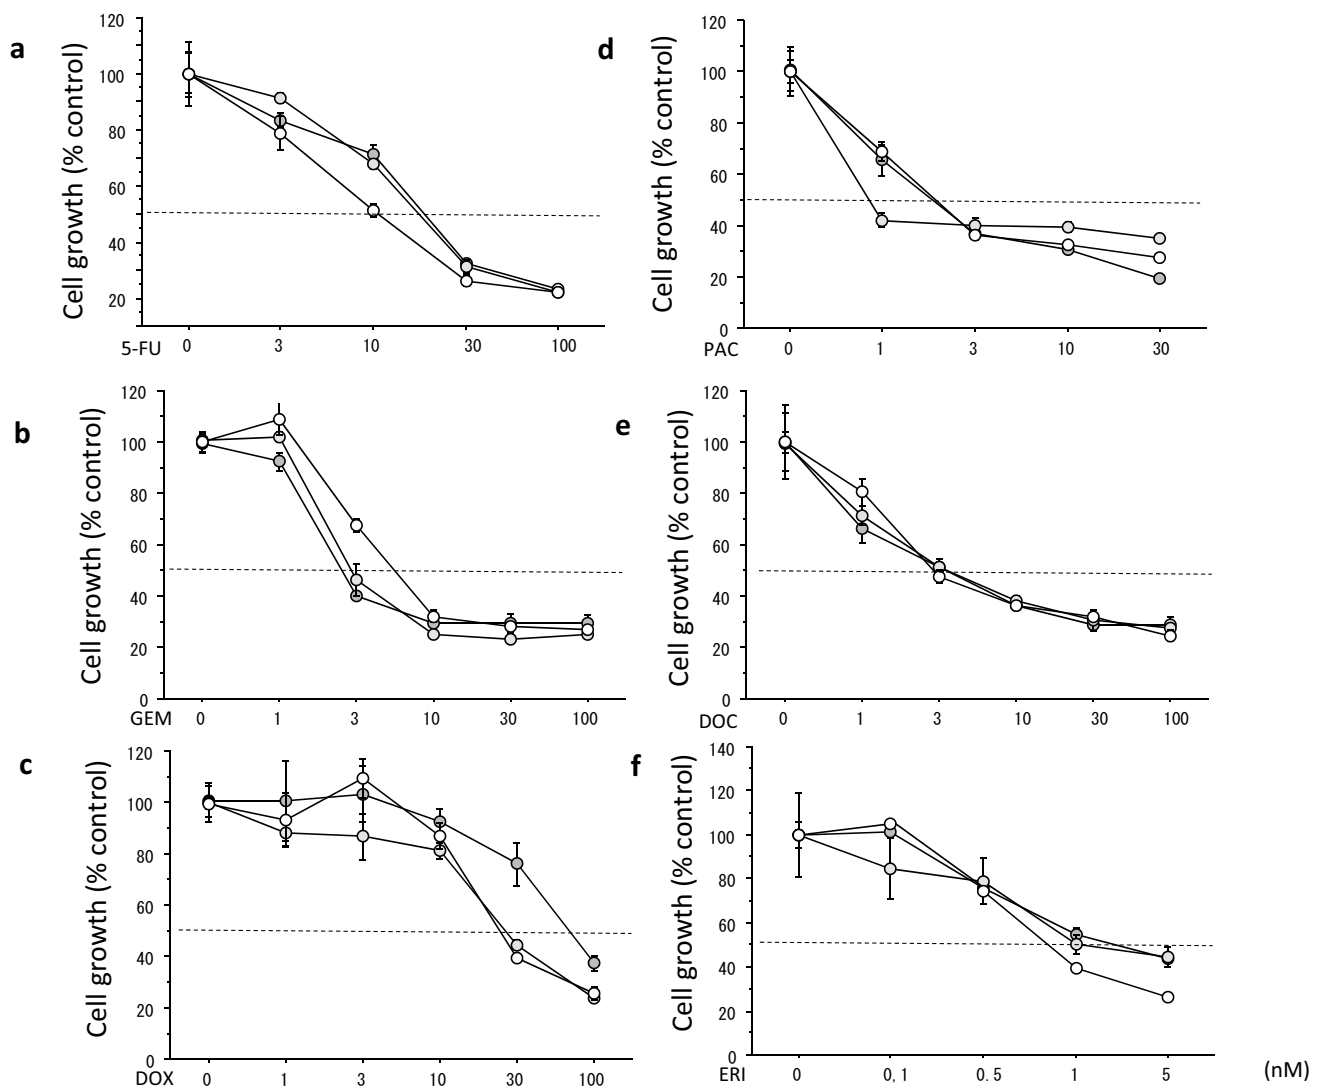 a
Cell growth (% control)
120
100
80
60
40
20
5-FU 0 3 10 30 100
d
Cell growth (% control)
120
100
80
60
40
20
0
PAC 0 1 3 10 30
b
Cell growth (% control)
120
100
80
60
40
20
0
GEM 0 1 3 10 30 100
e
Cell growth (% control)
120
100
80
60
40
20
0
DOC 0 1 3 10 30 100
c
Cell growth (% control)
120
100
80
60
40
20
0
DOX 0 1 3 10 30 100
f
Cell growth (% control)
140
120
100
80
60
40
20
0
ERI 0 0,1 0.5 1 5 (nM)